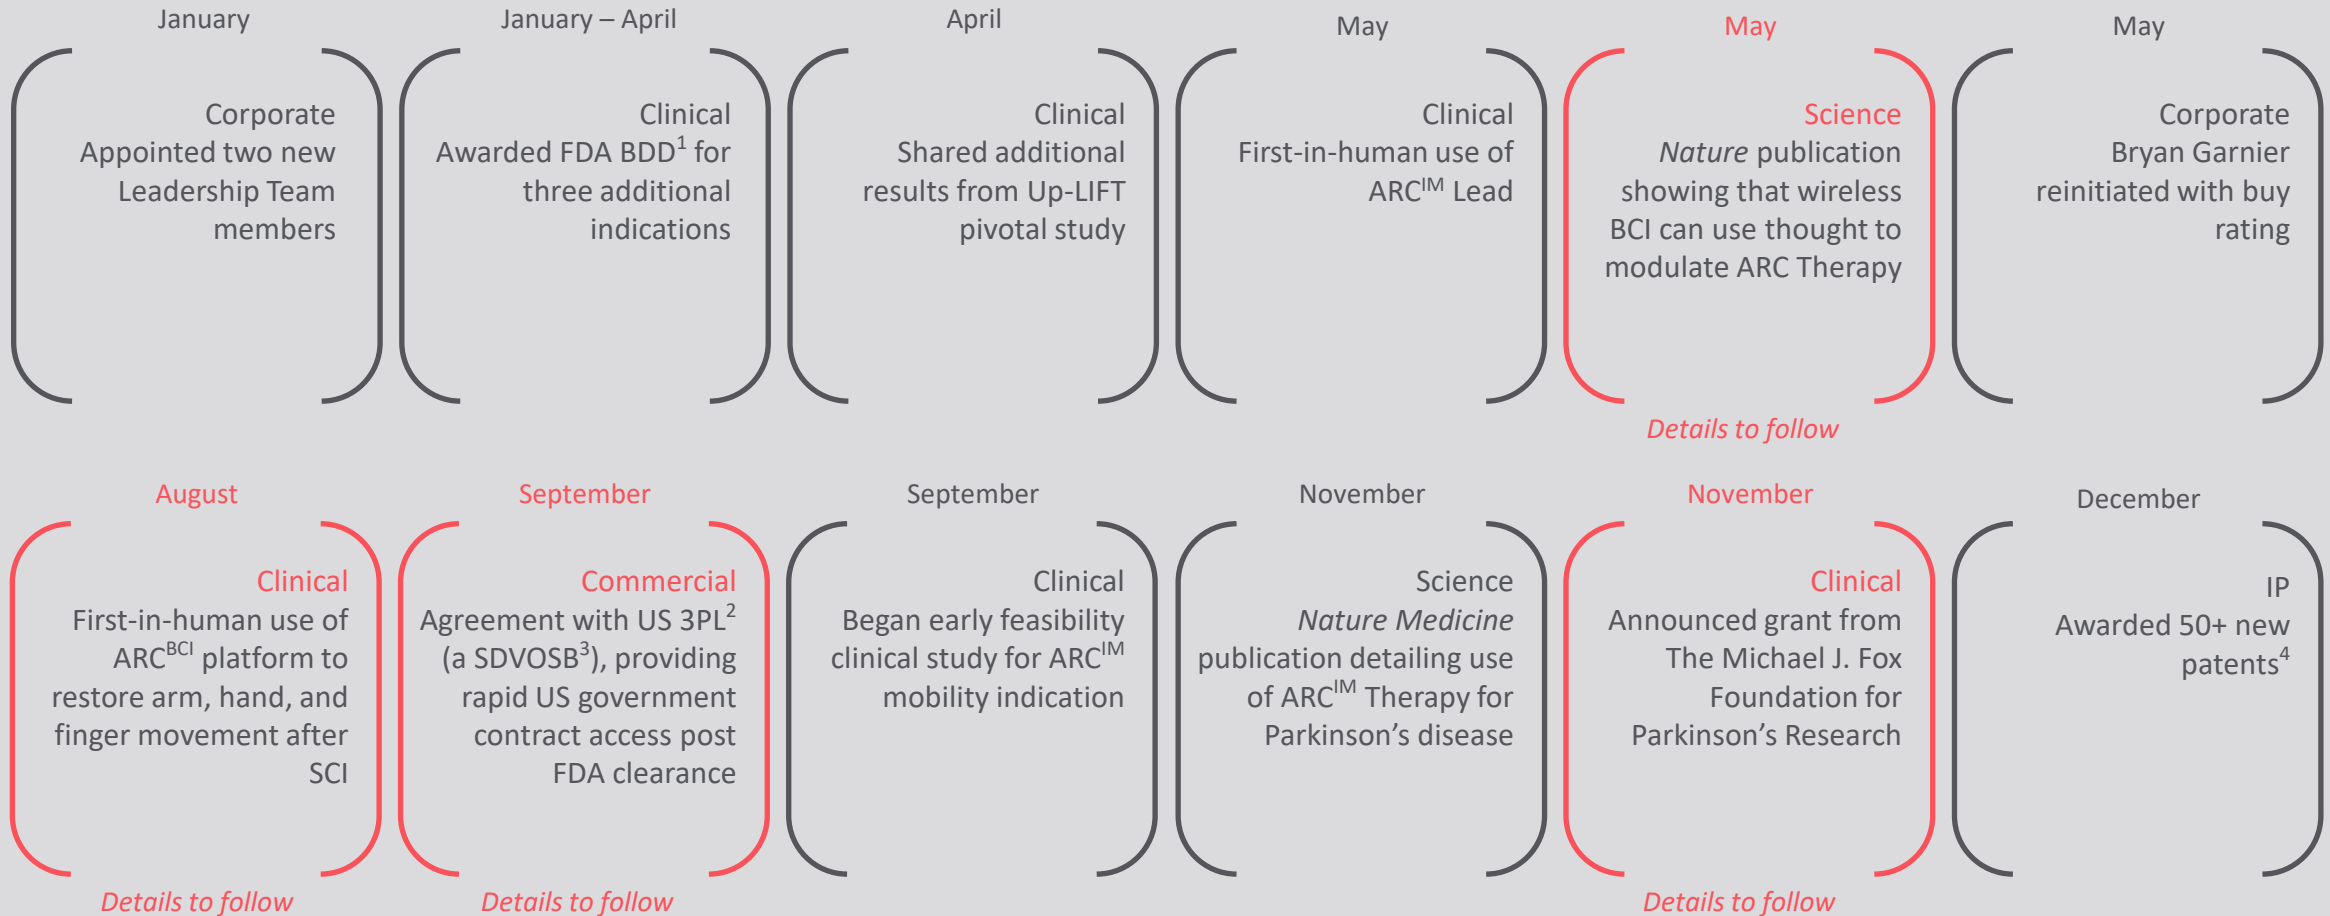 January
Corporate
Appointed two new
Leadership Team
members
January – April
Clinical
Awarded FDA BDD¹ for
three additional
indications
April
Clinical
Shared additional
results from Up-LIFT
pivotal study
May
Clinical
First-in-human use of
ARCᴵᴹ Lead
May
Science
Nature publication
showing that wireless
BCI can use thought to
modulate ARC Therapy
Details to follow
May
Corporate
Bryan Garnier
reinitiated with buy
rating
August
Clinical
First-in-human use of
ARCᴮᶜᴵ platform to
restore arm, hand, and
finger movement after
SCI
Details to follow
September
Commercial
Agreement with US 3PL²
(a SDVOSB³), providing
rapid US government
contract access post
FDA clearance
Details to follow
September
Clinical
Began early feasibility
clinical study for ARCᴵᴹ
mobility indication
November
Science
Nature Medicine
publication detailing use
of ARCᴵᴹ Therapy for
Parkinson’s disease
November
Clinical
Announced grant from
The Michael J. Fox
Foundation for
Parkinson’s Research
Details to follow
December
IP
Awarded 50+ new
patents⁴